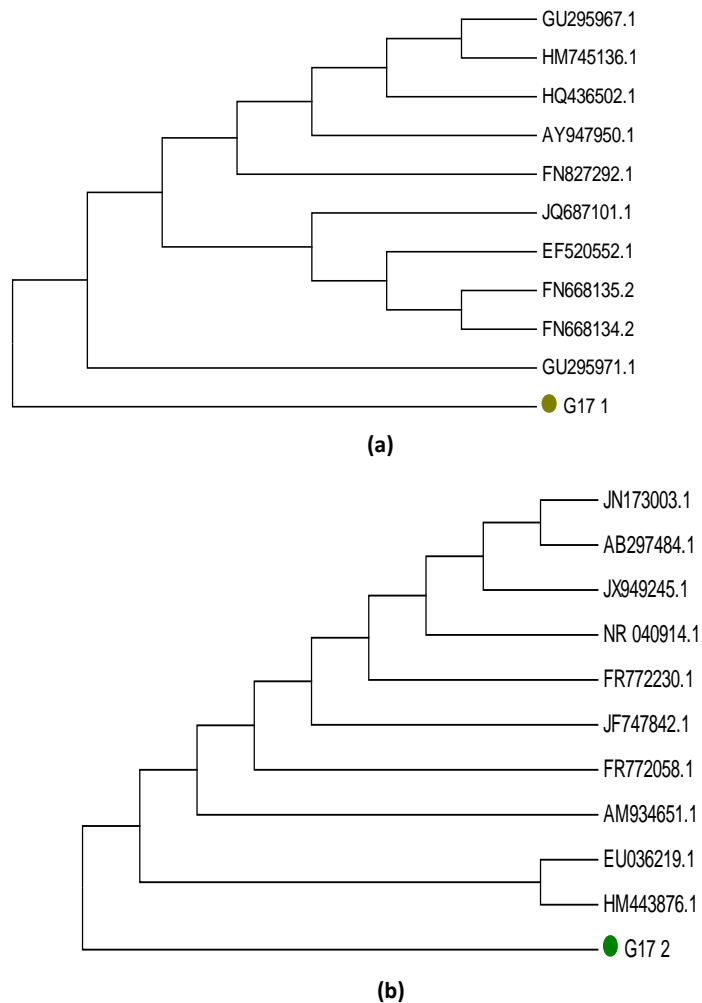 GU295967.1
HM745136.1
HQ436502.1
AY947950.1
FN827292.1
JQ687101.1
EF520552.1
FN668135.2
FN668134.2
GU295971.1
G17 1
(a)
JN173003.1
AB297484.1
JX949245.1
NR 040914.1
FR772230.1
JF747842.1
FR772058.1
AM934651.1
EU036219.1
HM443876.1
G17 2
(b)